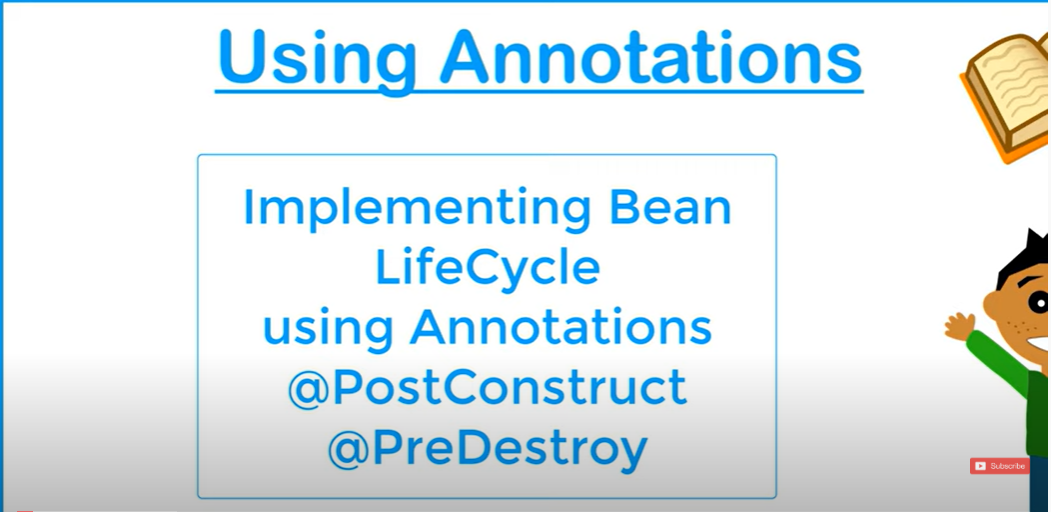 Using Annotations
Implementing Bean
LifeCycle
using Annotations
@PostConstruct
@PreDestroy
Subscribe